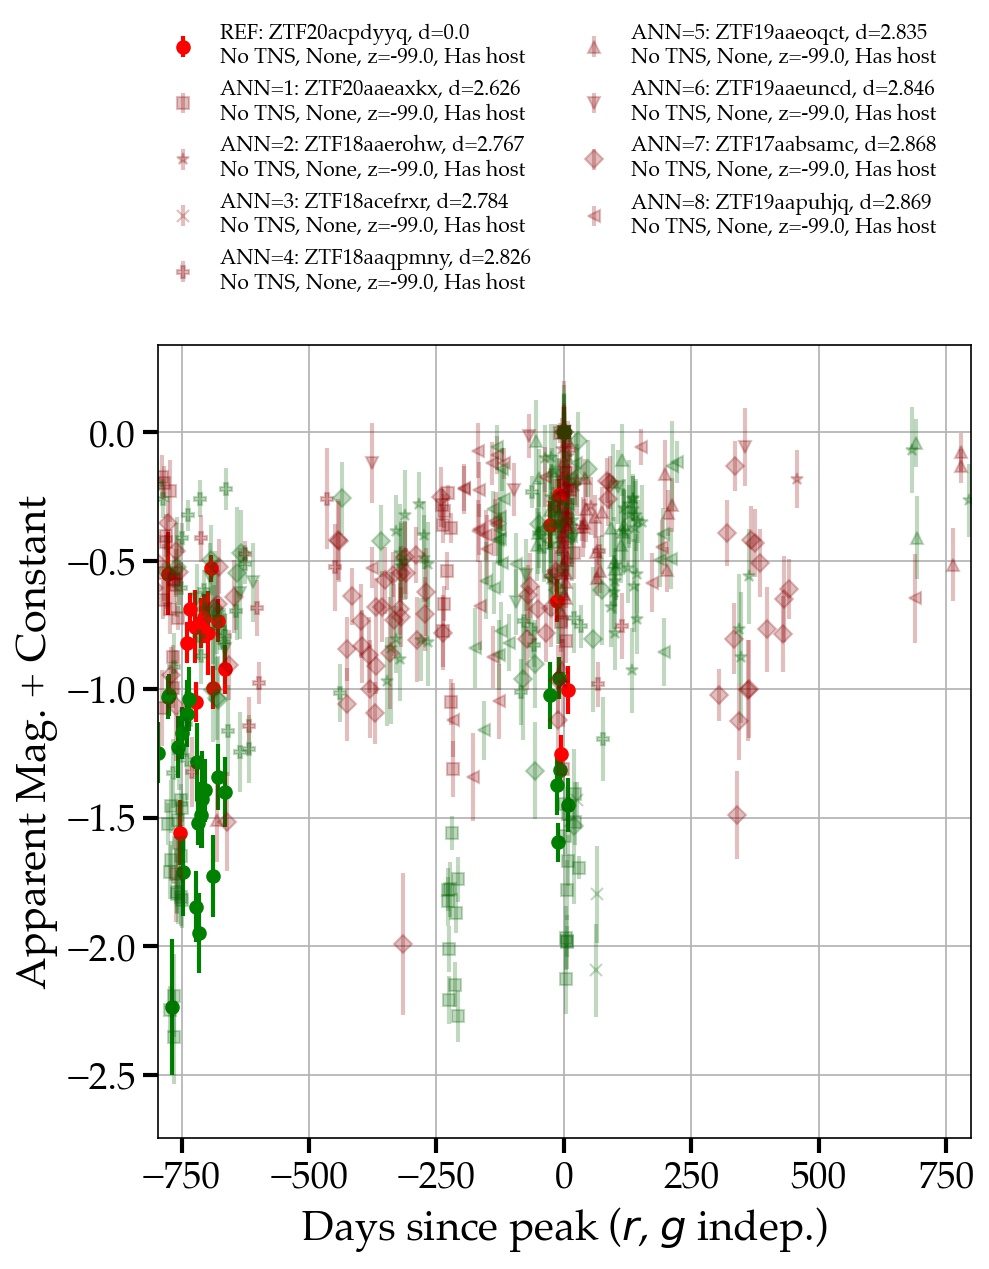 REF: ZTF20acpdyyq, d=0.0
No TNS, None, z=-99.0, Has host
ANN=1: ZTF20aaeaxkx, d=2.626
No TNS, None, z=-99.0, Has host
ANN=2: ZTF18aaerohw, d=2.767
No TNS, None, z=-99.0, Has host
ANN=3: ZTF18acefrxr, d=2.784
No TNS, None, z=-99.0, Has host
ANN=4: ZTF18aaqpmny, d=2.826
No TNS, None, z=-99.0, Has host
ANN=5: ZTF19aaeoqct, d=2.835
No TNS, None, z=-99.0, Has host
ANN=6: ZTF19aaeuncd, d=2.846
No TNS, None, z=-99.0, Has host
ANN=7: ZTF17aabsamc, d=2.868
No TNS, None, z=-99.0, Has host
ANN=8: ZTF19aapuhjq, d=2.869
No TNS, None, z=-99.0, Has host
Apparent Mag. + Constant
0.0
−0.5
−1.0
−1.5
−2.0
−2.5
−750 −500 −250 0 250 500 750
Days since peak (r, g indep.)